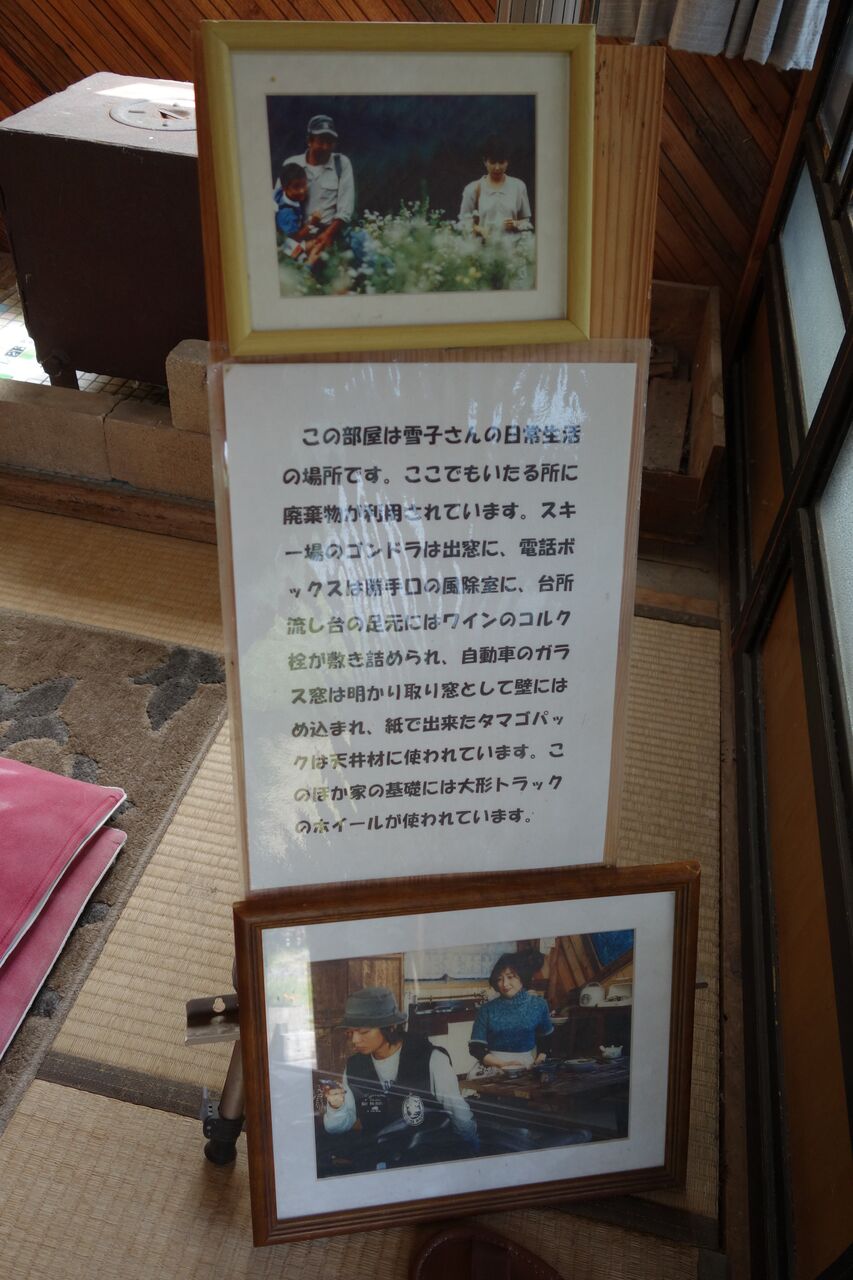 この部屋は雪子さんの日常生活
の場所です。ここでもいたる所に
廃棄物が利用されています。スキ
ー場のゴンドラは出窓に、電話ボ
ックスは勝手口の風除室に、台所
流し台の足元にはワインのコルク
栓が敷き詰められ、自動車のガラ
ス窓は明かり取り窓として壁には
め込まれ、紙で出来たタマゴパッ
クは天井材に使われています。こ
のほか家の基礎には大形トラック
のホイールが使われています。